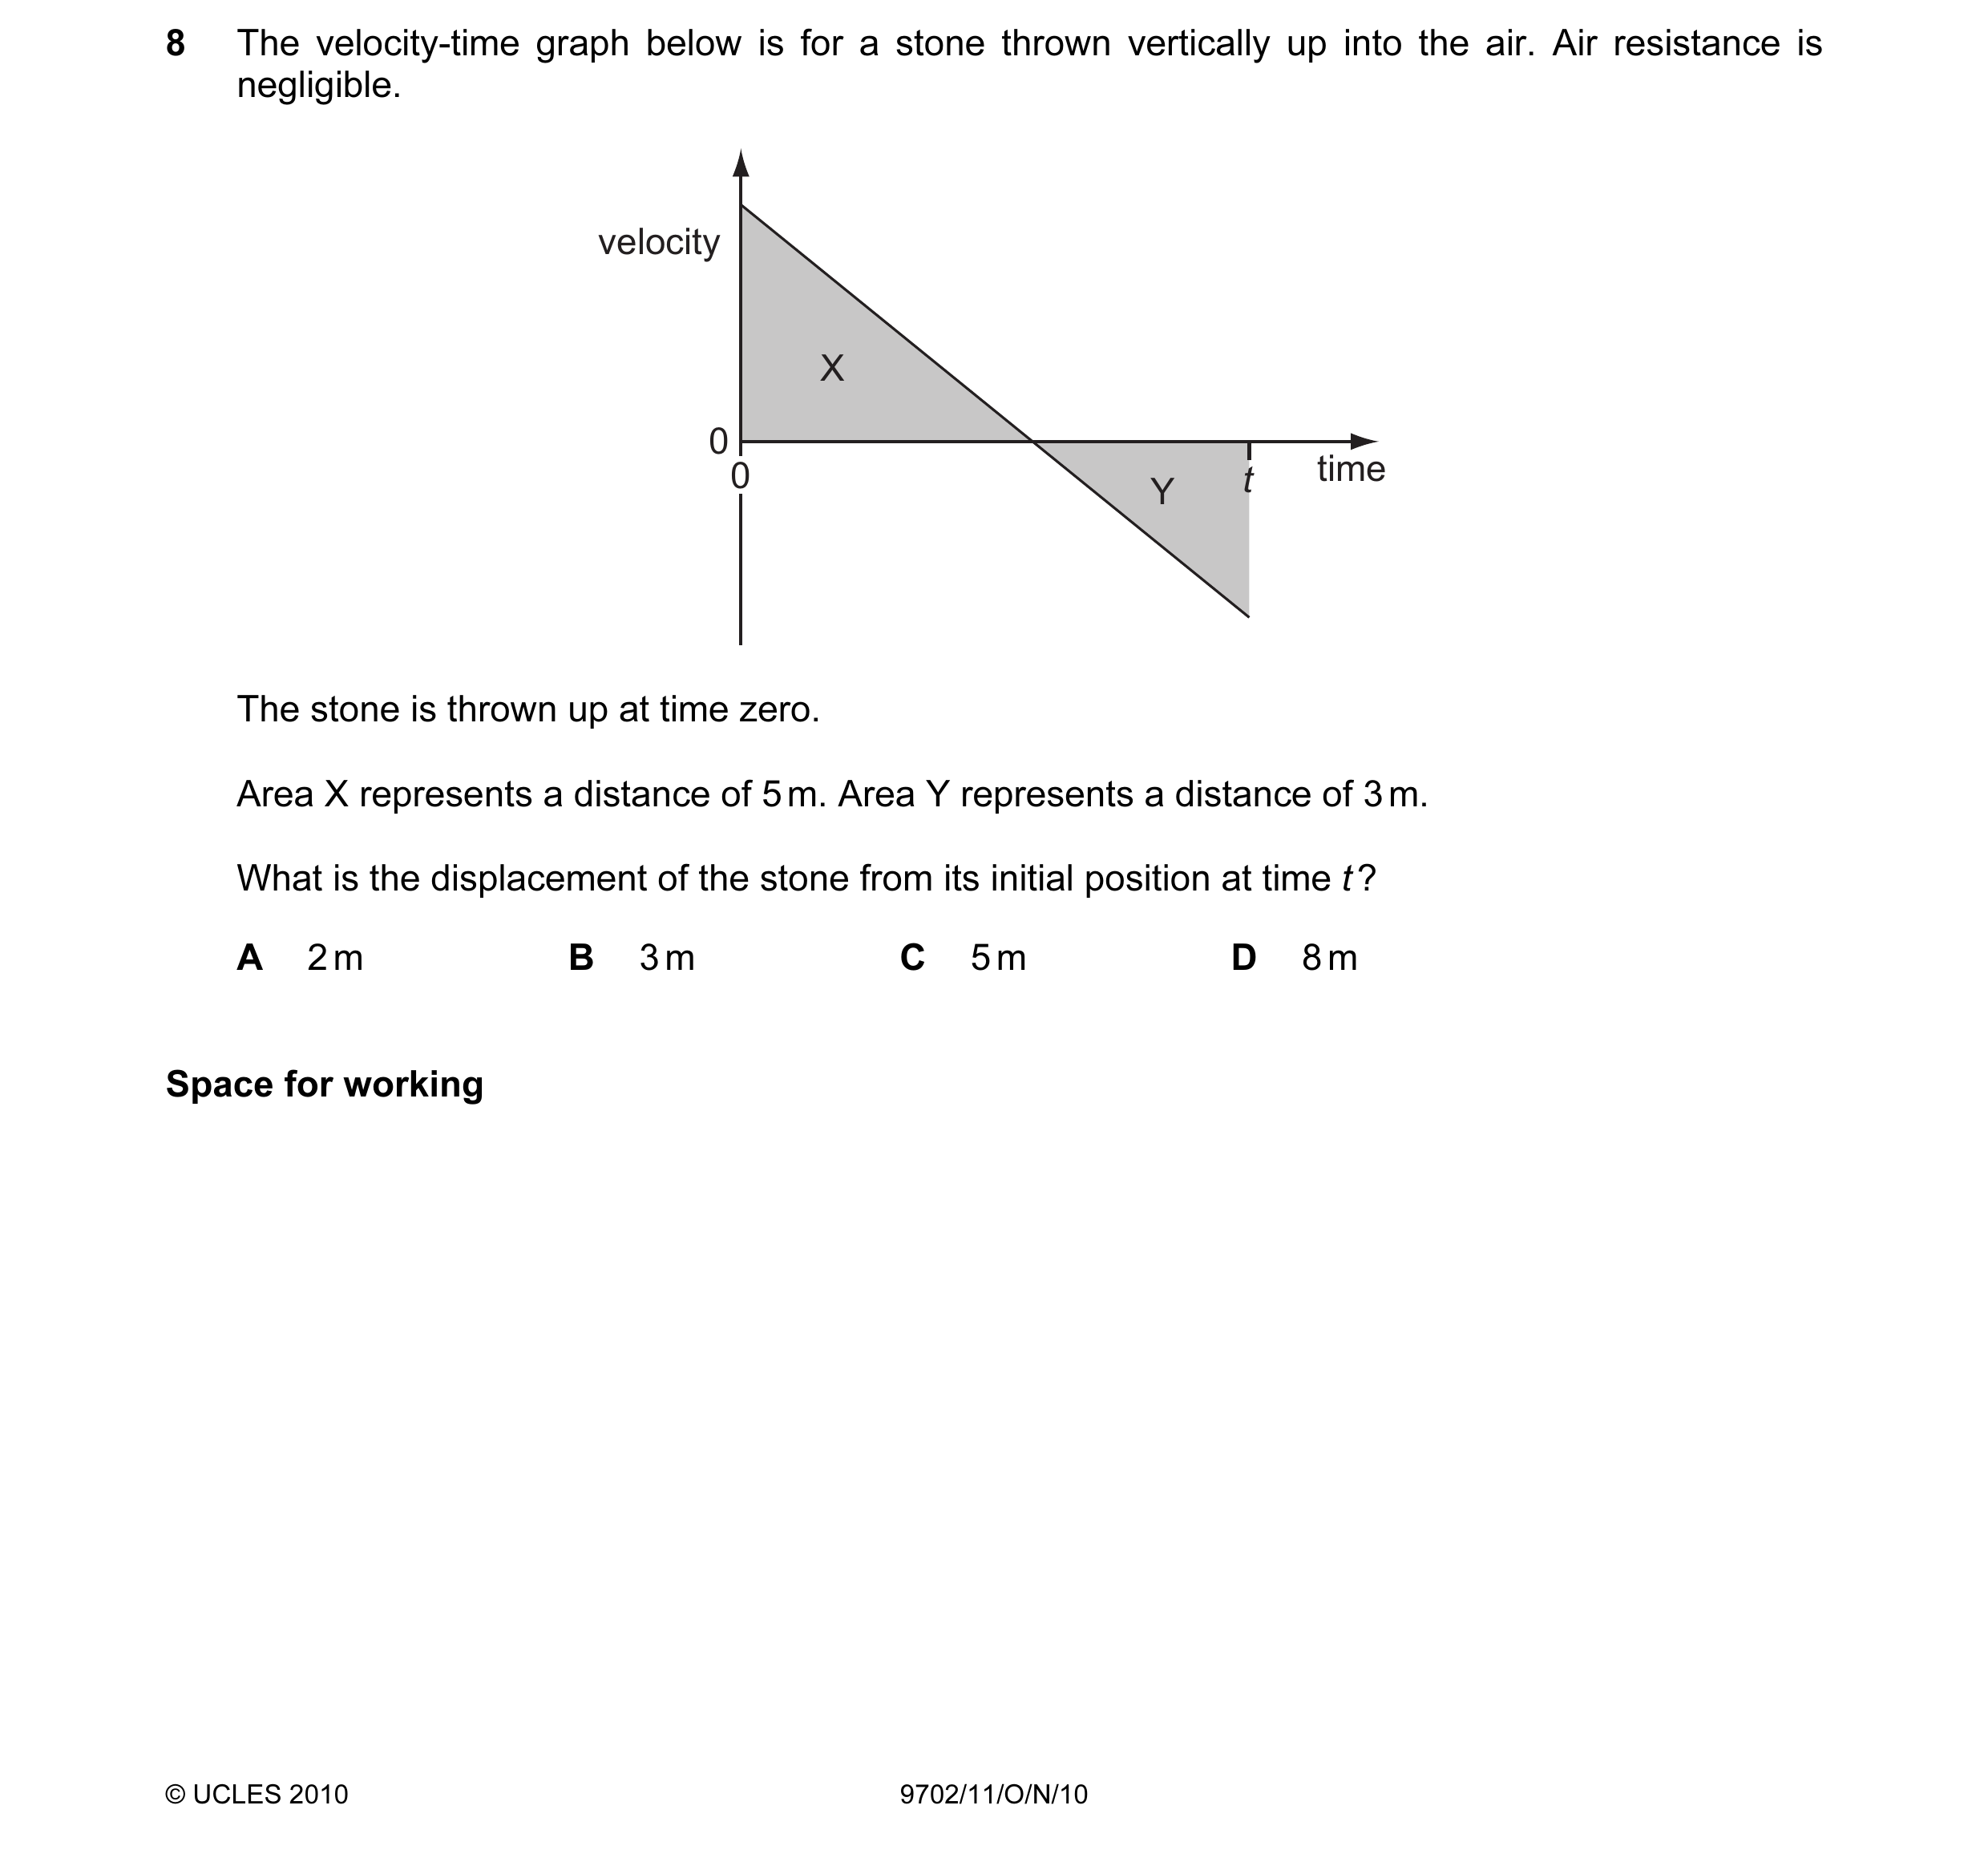 8 The velocity-time graph below is for a stone thrown vertically up into the air. Air resistance is
negligible.
velocity
X
0
0
Y
t
time
The stone is thrown up at time zero.
Area X represents a distance of 5 m. Area Y represents a distance of 3 m.
What is the displacement of the stone from its initial position at time t?
A 2 m B 3 m C 5 m D 8 m
Space for working
© UCLES 2010 9702/11/O/N/10